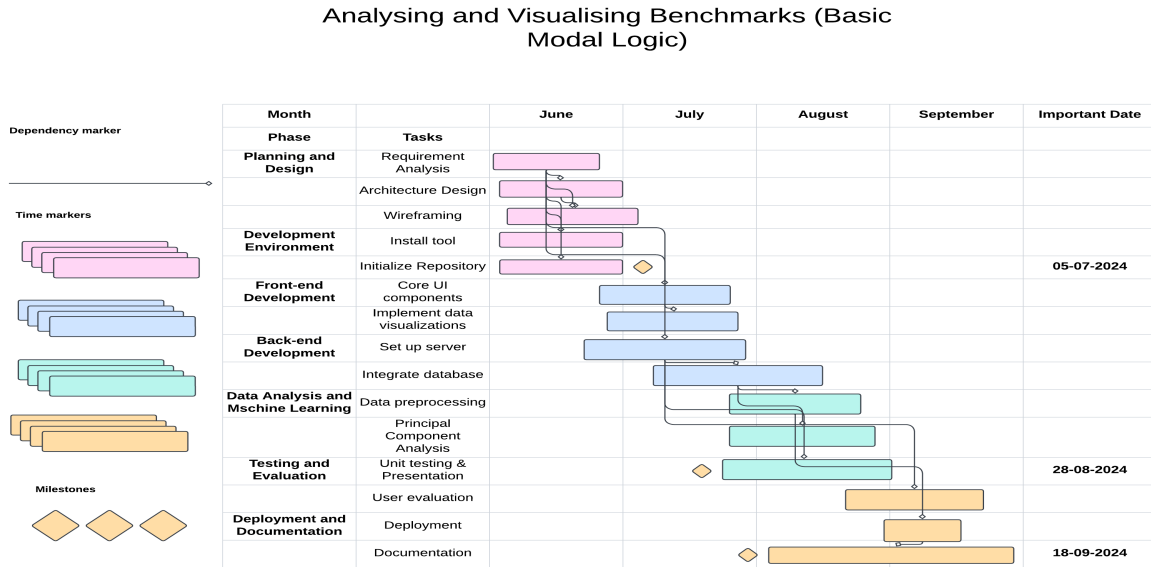 Analysing and Visualising Benchmarks (Basic
Modal Logic)
Dependency marker
Time markers
Milestones
Month June July August September Important Date
Phase Tasks
Planning and
Design
Requirement
Analysis
Architecture Design
Wireframing
Development
Environment
Install tool
Initialize Repository 05-07-2024
Front-end
Development
Core UI
components
Implement data
visualizations
Back-end
Development
Set up server
Integrate database
Data Analysis and
Mschine Learning
Data preprocessing
Principal
Component
Analysis
Testing and
Evaluation
Unit testing &
Presentation
28-08-2024
User evaluation
Deployment and
Documentation
Deployment
Documentation 18-09-2024